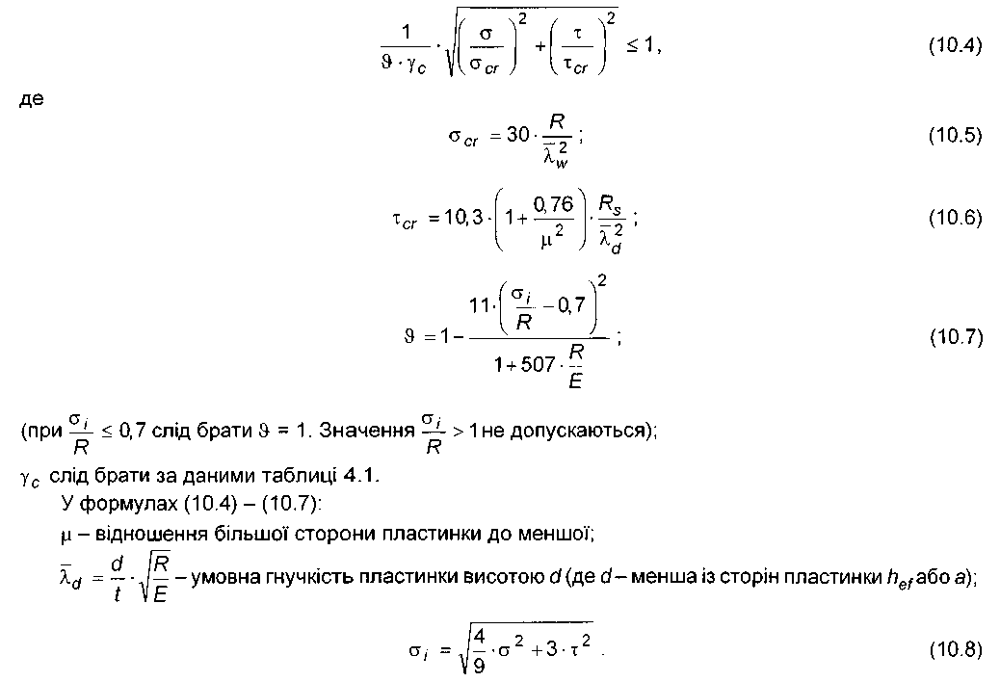 $\frac{1}{\vartheta \cdot \gamma_c} \cdot \sqrt{\left(\frac{\sigma}{\sigma_{cr}}\right)^2 + \left(\frac{\tau}{\tau_{cr}}\right)^2} \leq 1,$ (10.4)
де
$\sigma_{cr} = 30 \cdot \frac{R}{\bar{\lambda}_w^2};$ (10.5)
$\tau_{cr} = 10,3 \cdot \left(1 + \frac{0,76}{\mu^2}\right) \cdot \frac{R_s}{\bar{\lambda}_d^2};$ (10.6)
$\vartheta = 1 - \frac{11 \cdot \left(\frac{\sigma_i}{R} - 0,7\right)^2}{1 + 507 \cdot \frac{R}{E}};$ (10.7)
(при $\frac{\sigma_i}{R} \leq 0,7$ слід брати $\vartheta$ = 1. Значення $\frac{\sigma_i}{R} > 1$ не допускаються);
$\gamma_c$ слід брати за даними таблиці 4.1.
У формулах (10.4) – (10.7):
μ – відношення більшої сторони пластинки до меншої;
$\bar{\lambda}_d = \frac{d}{t} \cdot \sqrt{\frac{R}{E}}$ – умовна гнучкість пластинки висотою d (де d – менша із сторін пластинки $h_{ef}$ або a);
$\sigma_i = \sqrt{\frac{4}{9} \cdot \sigma^2 + 3 \cdot \tau^2}.$ (10.8)